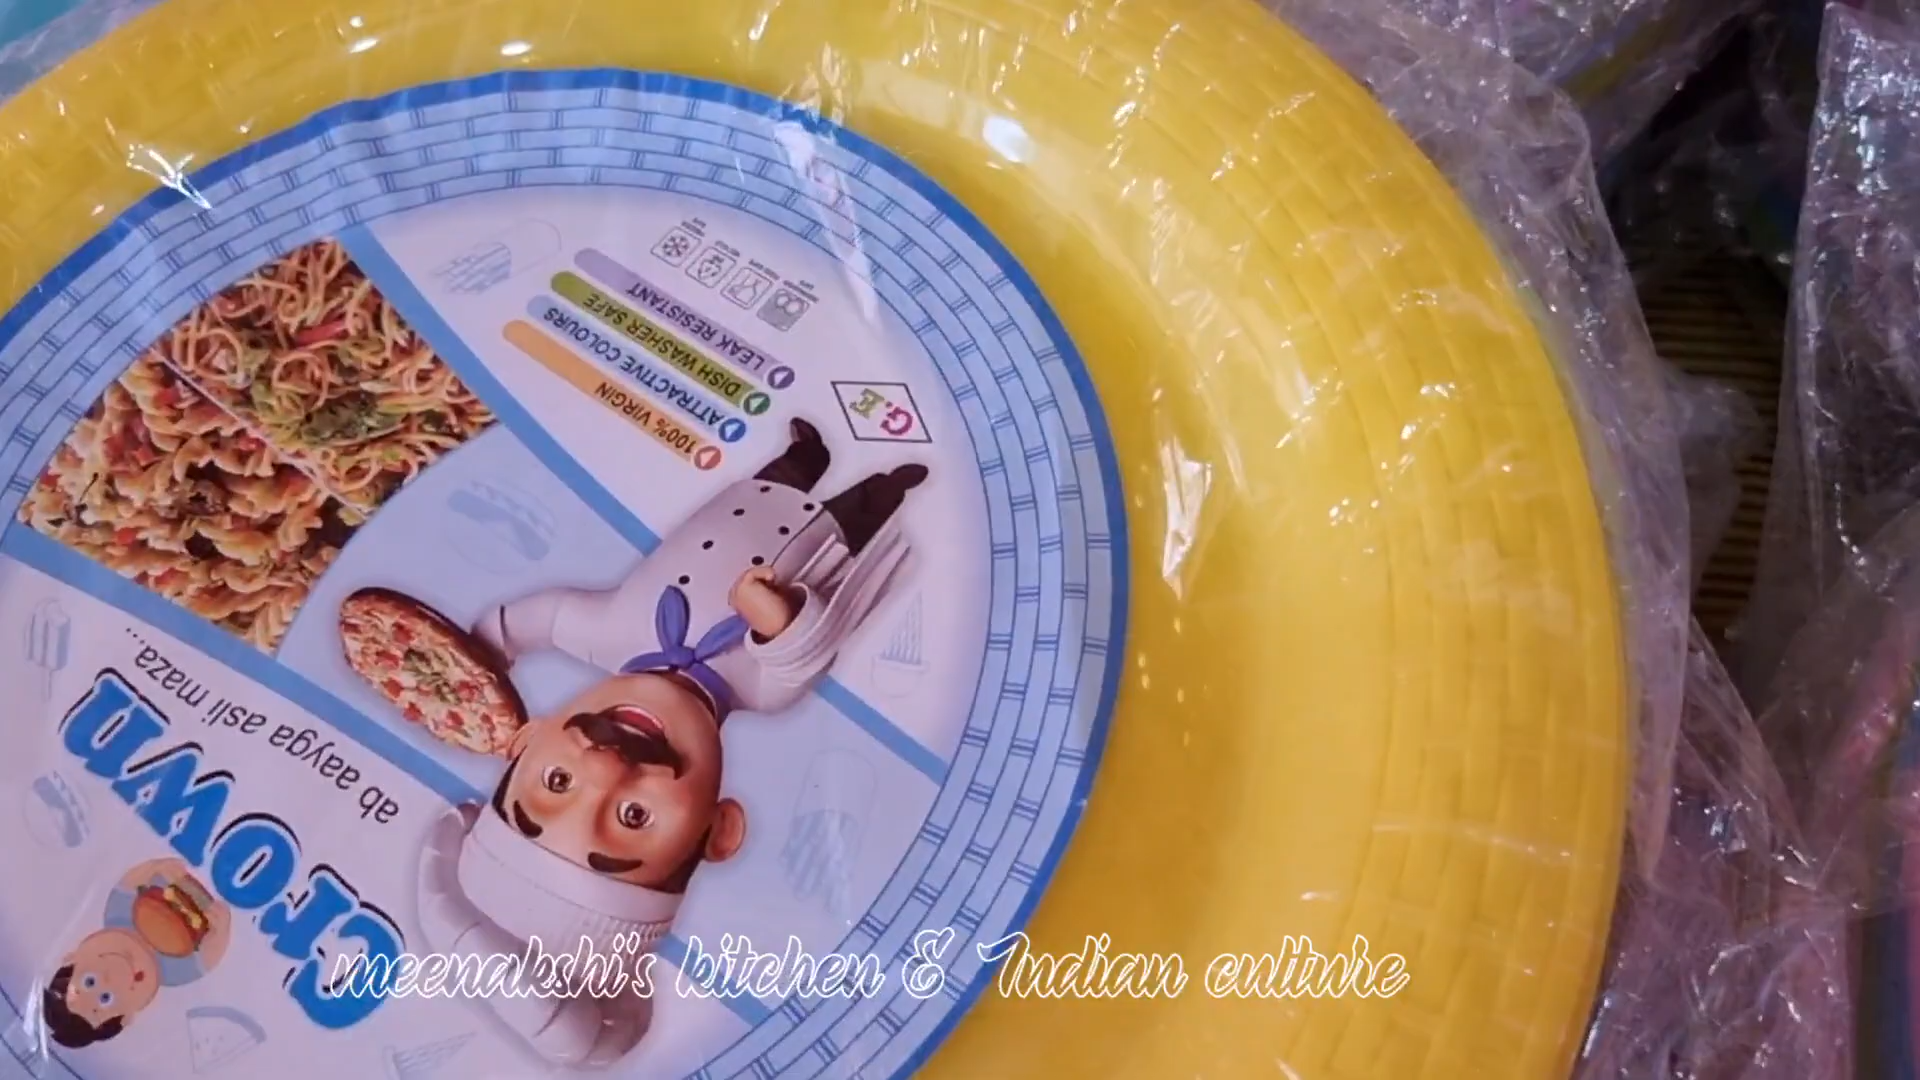 crown
ab aayga asli maza....
G.E
100% VIRGIN
ATTRACTIVE COLOURS
DISH WASHER SAFE
LEAK RESISTANT
meenakshi's kitchen & Indian culture